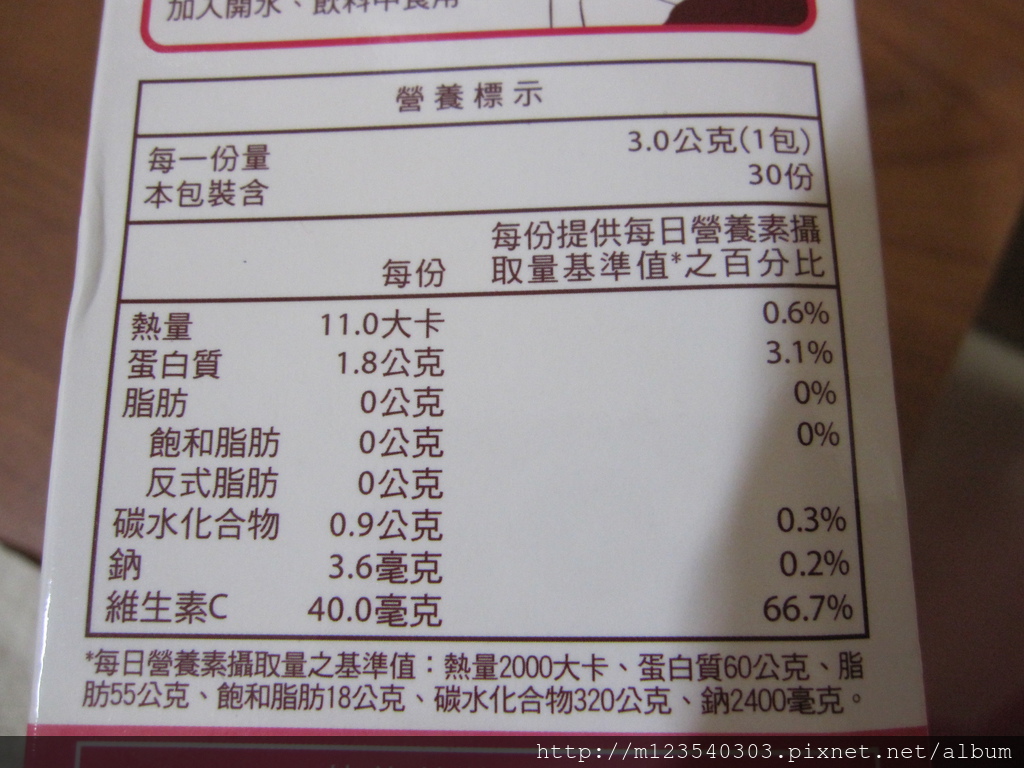 加入開水、飲料中食用
營養標示
每一份量 3.0公克(1包)
本包裝含 30份
每份提供每日營養素攝
每份 取量基準值*之百分比
熱量 11.0大卡 0.6%
蛋白質 1.8公克 3.1%
脂肪 0公克 0%
飽和脂肪 0公克 0%
反式脂肪 0公克
碳水化合物 0.9公克 0.3%
鈉 3.6毫克 0.2%
維生素C 40.0毫克 66.7%
*每日營養素攝取量之基準值：熱量2000大卡、蛋白質60公克、脂
肪55公克、飽和脂肪18公克、碳水化合物320公克、鈉2400毫克。
http://m123540303.pixnet.net/album